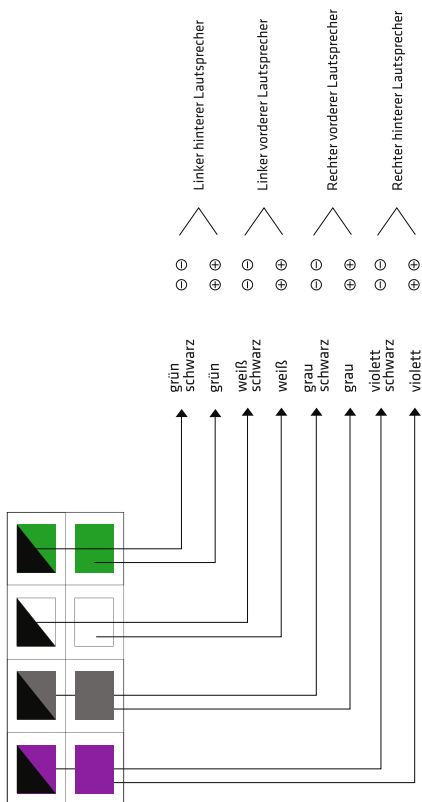 Linker hinterer Lautsprecher
Linker vorderer Lautsprecher
Rechter vorderer Lautsprecher
Rechter hinterer Lautsprecher
⊖ ⊖
⊕ ⊕
⊖ ⊖
⊕ ⊕
⊖ ⊖
⊕ ⊕
⊖ ⊖
⊕ ⊕
grün
schwarz
grün
weiß
schwarz
weiß
grau
schwarz
grau
violett
schwarz
violett